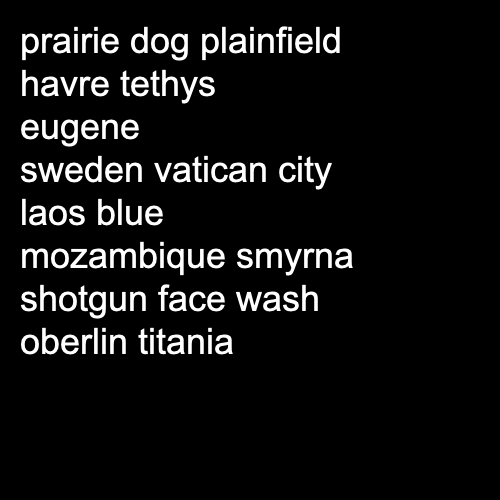 prairie dog plainfield
havre tethys
eugene
sweden vatican city
laos blue
mozambique smyrna
shotgun face wash
oberlin titania